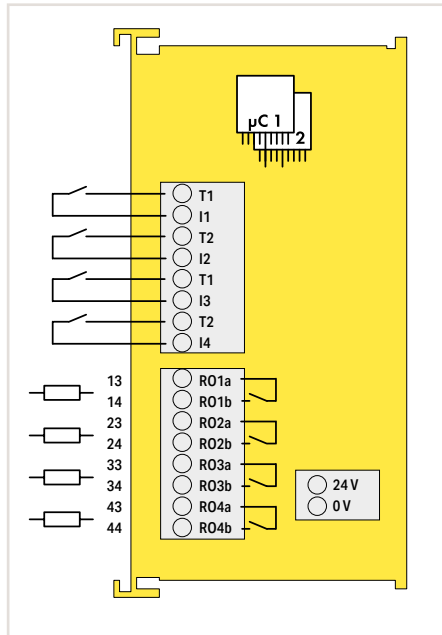 µC 1
2
T1
I1
T2
I2
T1
I3
T2
I4
13 RO1a
14 RO1b
23 RO2a
24 RO2b
33 RO3a
34 RO3b
43 RO4a
44 RO4b
24 V
0 V